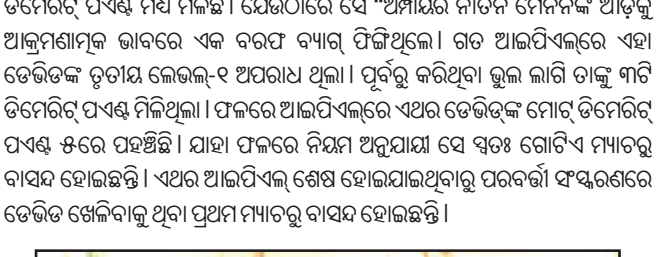 ଡିମେରିଟ୍ ପଏଣ୍ଟ ମଧ୍ୟ ମିଳିଛି। ଯେଉଁଠାରେ ସେ "ଅମ୍ପାୟର ନୀତିନ ମେନନଙ୍କ ଆଡ଼କୁ
ଆକ୍ରମଣାତ୍ମକ ଭାବରେ ଏକ ବରଫ ବ୍ୟାଗ୍ ଫିଙ୍ଗିଥିଲେ। ଗତ ଆଇପିଏଲ୍‌ରେ ଏହା
ଡେଭିଡଙ୍କ ତୃତୀୟ ଲେଭଲ୍-୧ ଅପରାଧ ଥିଲା। ପୂର୍ବରୁ କରିଥିବା ଭୁଲ ଲାଗି ତାଙ୍କୁ ୩ଟି
ଡିମେରିଟ୍ ପଏଣ୍ଟ ମିଳିଥିଲା। ଫଳରେ ଆଇପିଏଲ୍‌ରେ ଏଥର ଡେଭିଡ୍‌ଙ୍କ ମୋଟ୍ ଡିମେରିଟ୍
ପଏଣ୍ଟ ୫ରେ ପହଞ୍ଚିଛି। ଯାହା ଫଳରେ ନିୟମ ଅନୁଯାୟୀ ସେ ସ୍ୱତଃ ଗୋଟିଏ ମ୍ୟାଚରୁ
ବାସନ୍ଦ ହୋଇଛନ୍ତି। ଏଥର ଆଇପିଏଲ୍ ଶେଷ ହୋଇଯାଇଥିବାରୁ ପରବର୍ତ୍ତୀ ସଂସ୍କରଣରେ
ଡେଭିଡ ଖେଳିବାକୁ ଥିବା ପ୍ରଥମ ମ୍ୟାଚରୁ ବାସନ୍ଦ ହୋଇଛନ୍ତି।